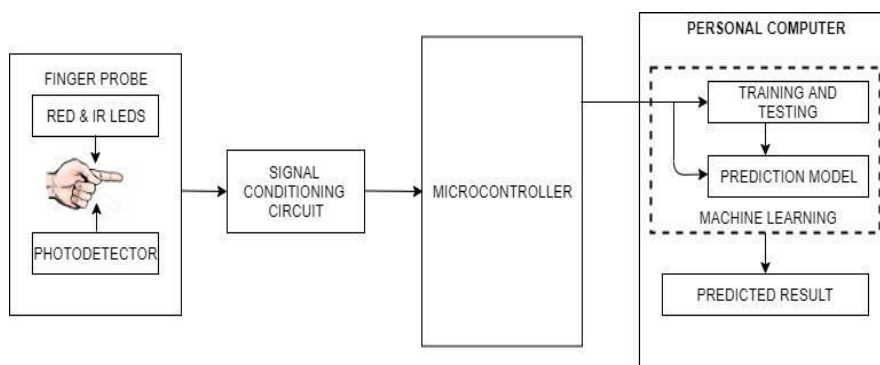 FINGER PROBE
RED & IR LEDS
PHOTODETECTOR
SIGNAL
CONDITIONING
CIRCUIT
MICROCONTROLLER
PERSONAL COMPUTER
TRAINING AND
TESTING
PREDICTION MODEL
MACHINE LEARNING
PREDICTED RESULT